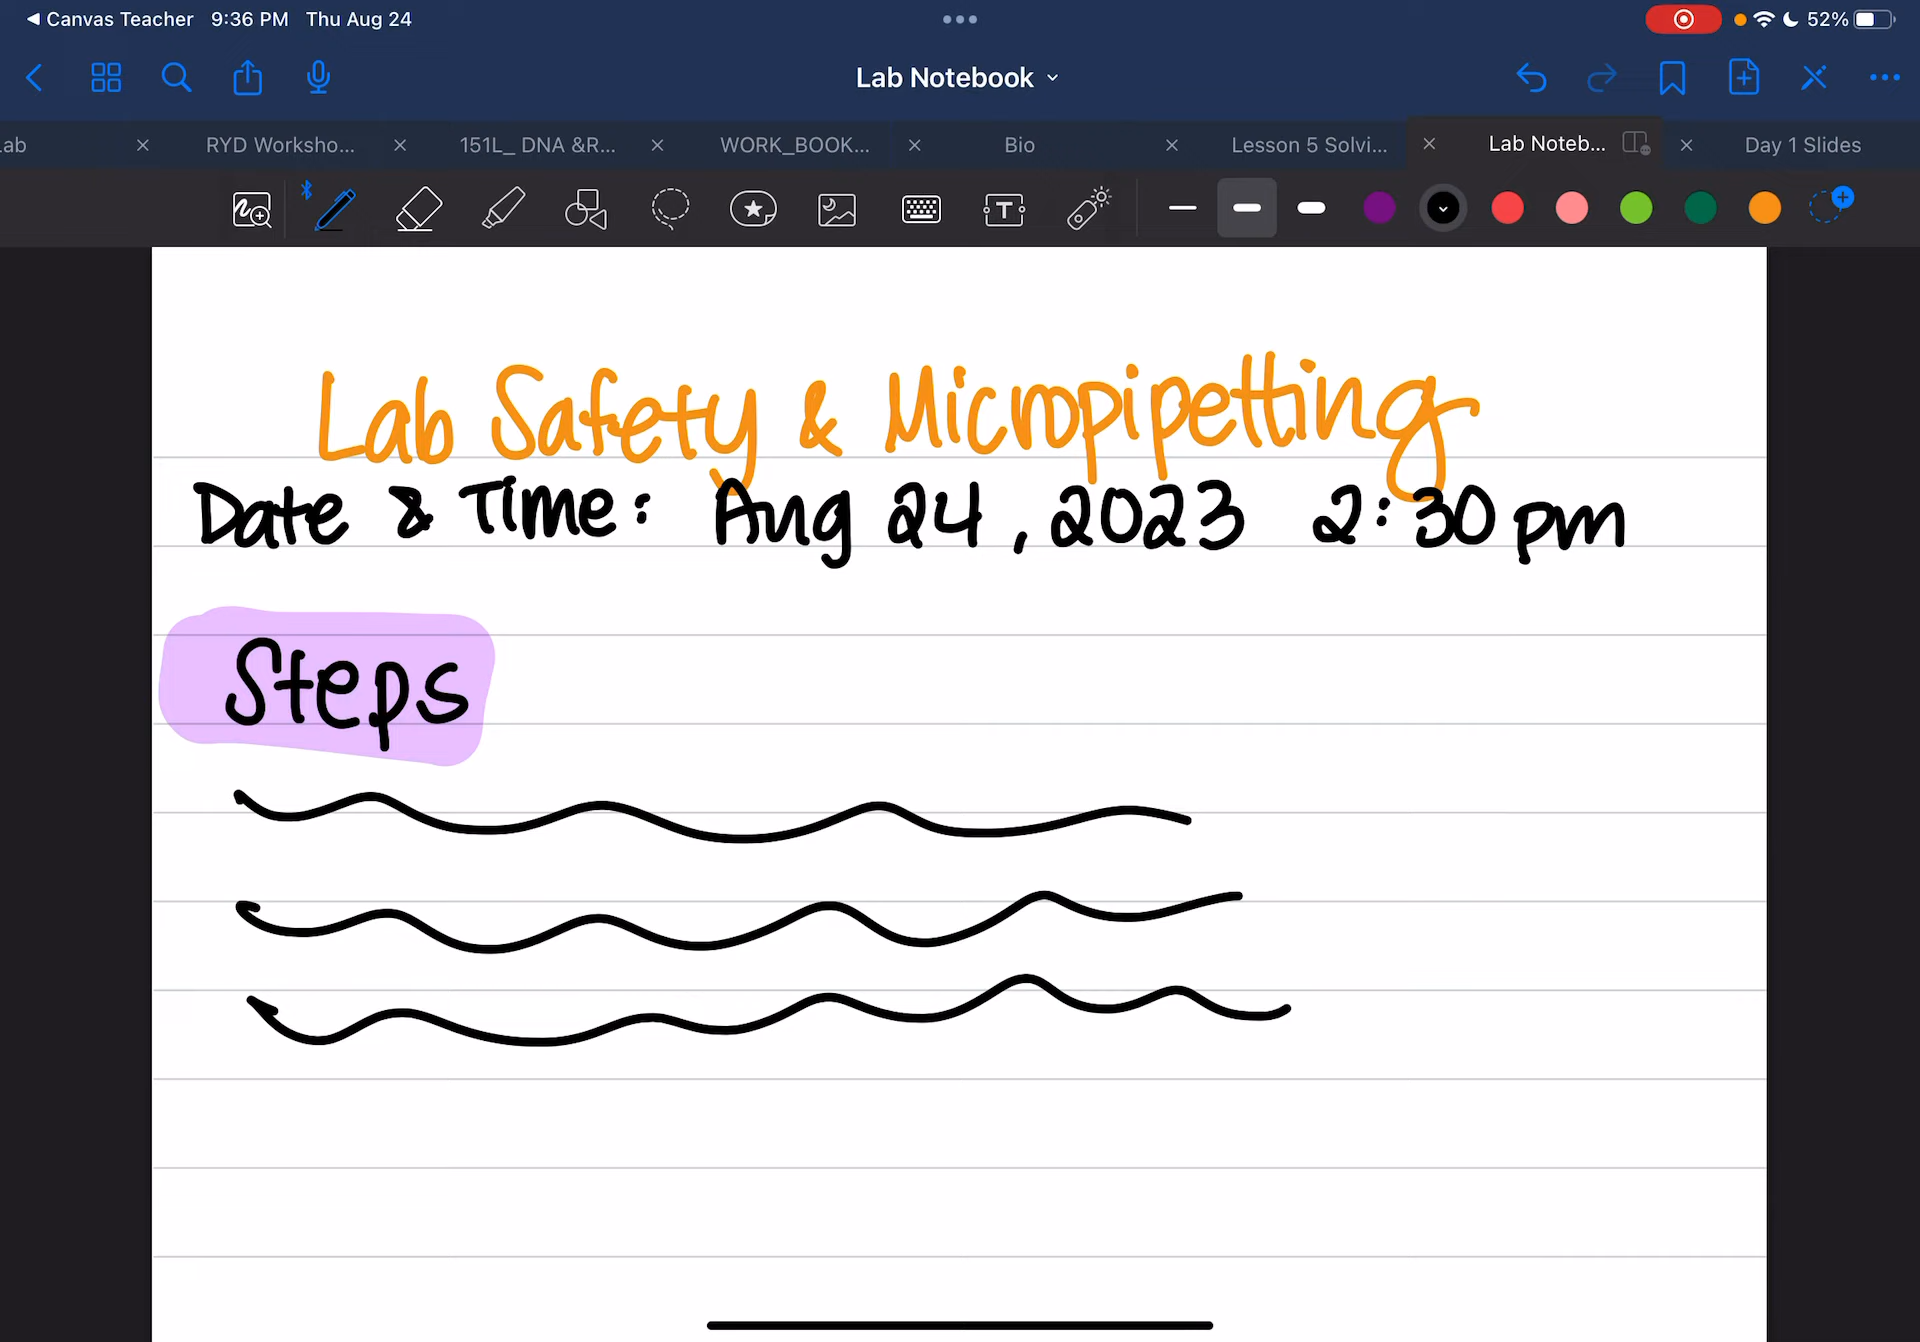 ◀ Canvas Teacher 9:36 PM Thu Aug 24 52%
Lab Notebook
ab RYD Worksho... 151L_ DNA &R... WORK_BOOK... Bio Lesson 5 Solvi... Lab Noteb... Day 1 Slides
Lab Safety & Micropipetting
Date & Time: Aug 24, 2023 2:30 pm
Steps